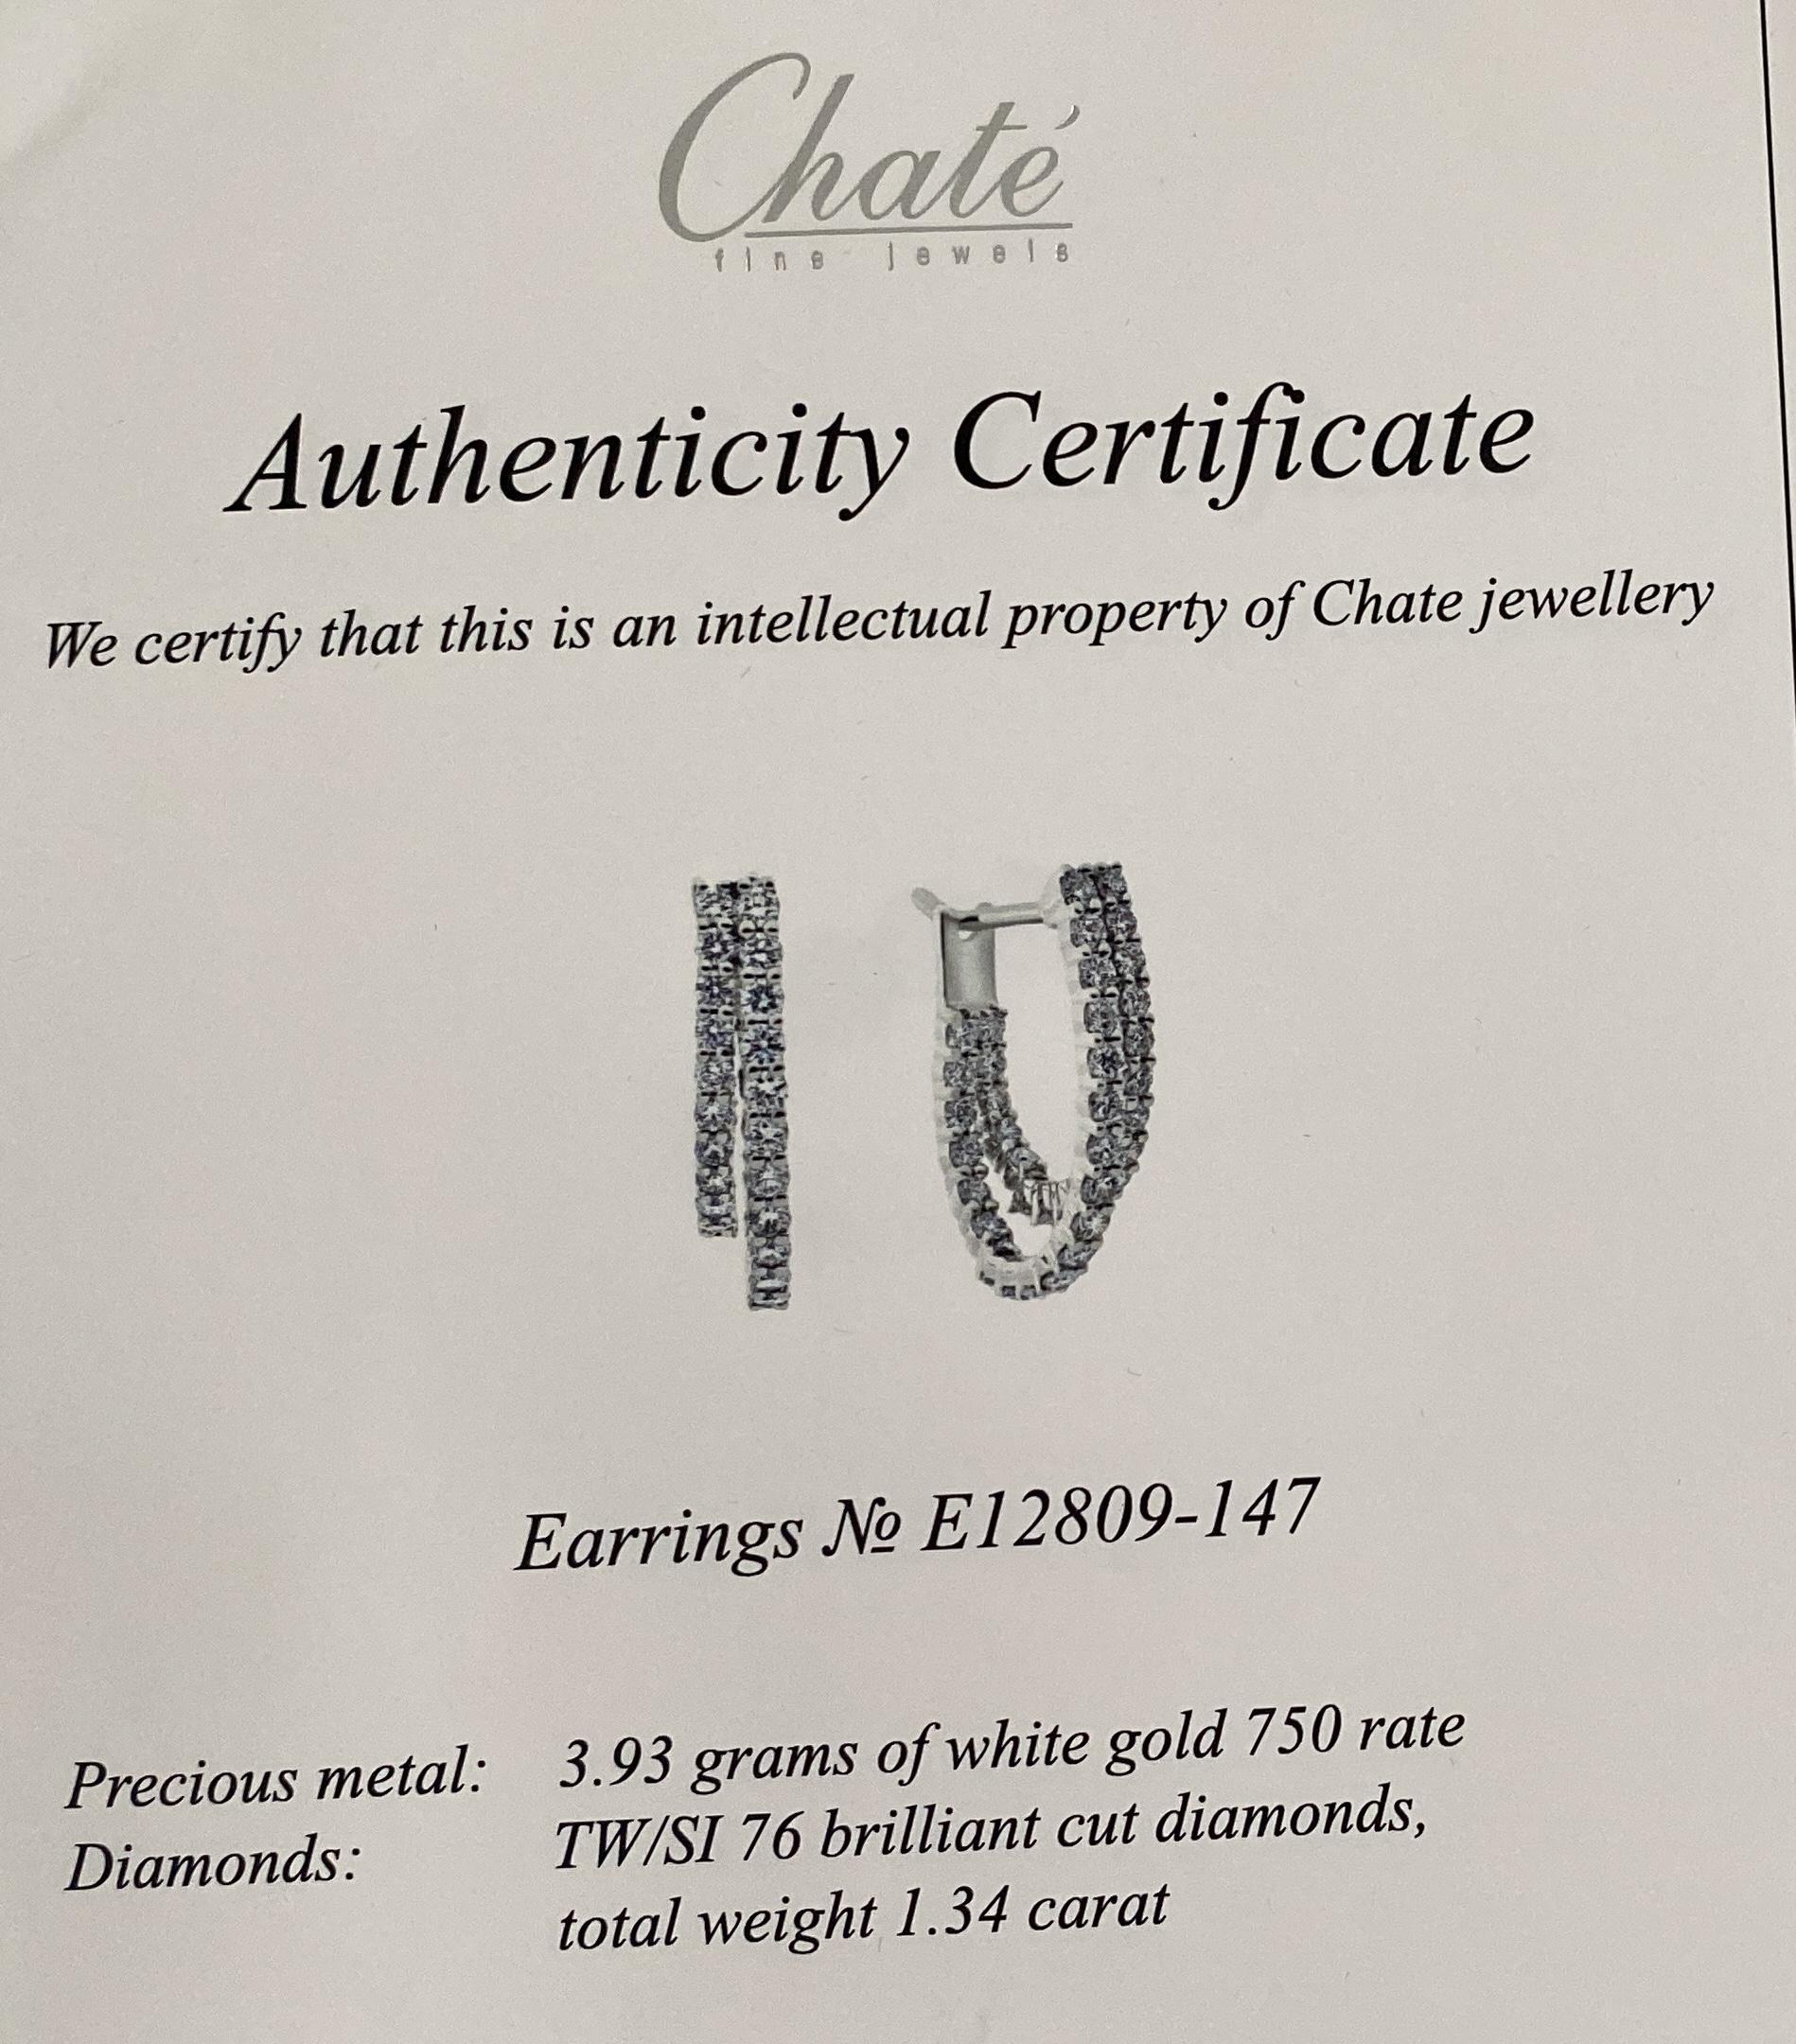 Chaté
fine jewels
Authenticity Certificate
We certify that this is an intellectual property of Chate jewellery
Earrings № E12809-147
Precious metal: 3.93 grams of white gold 750 rate
Diamonds: TW/SI 76 brilliant cut diamonds,
total weight 1.34 carat